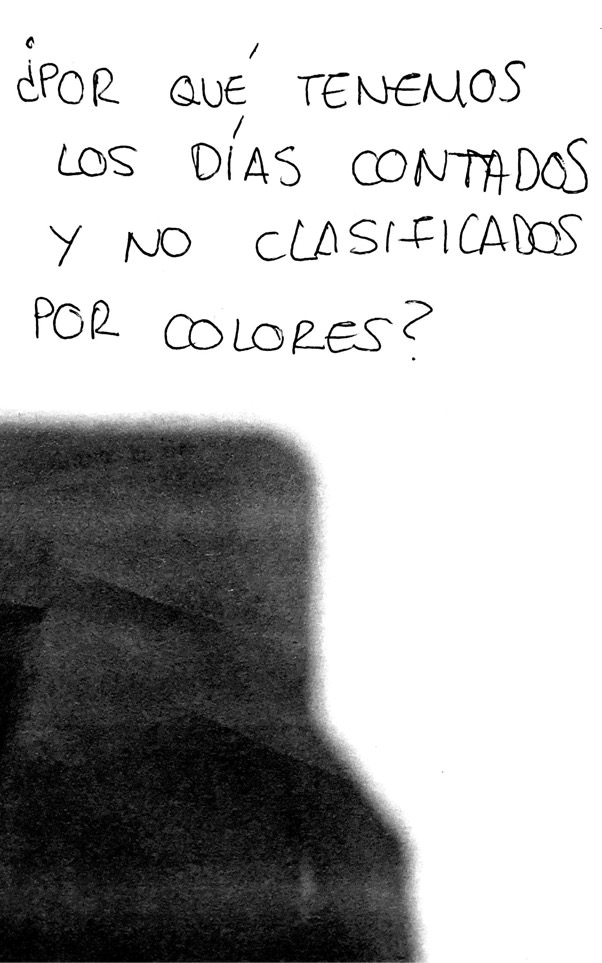 ¿POR QUÉ TENEMOS
LOS DÍAS CONTADOS
Y NO CLASIFICADOS
POR COLORES?